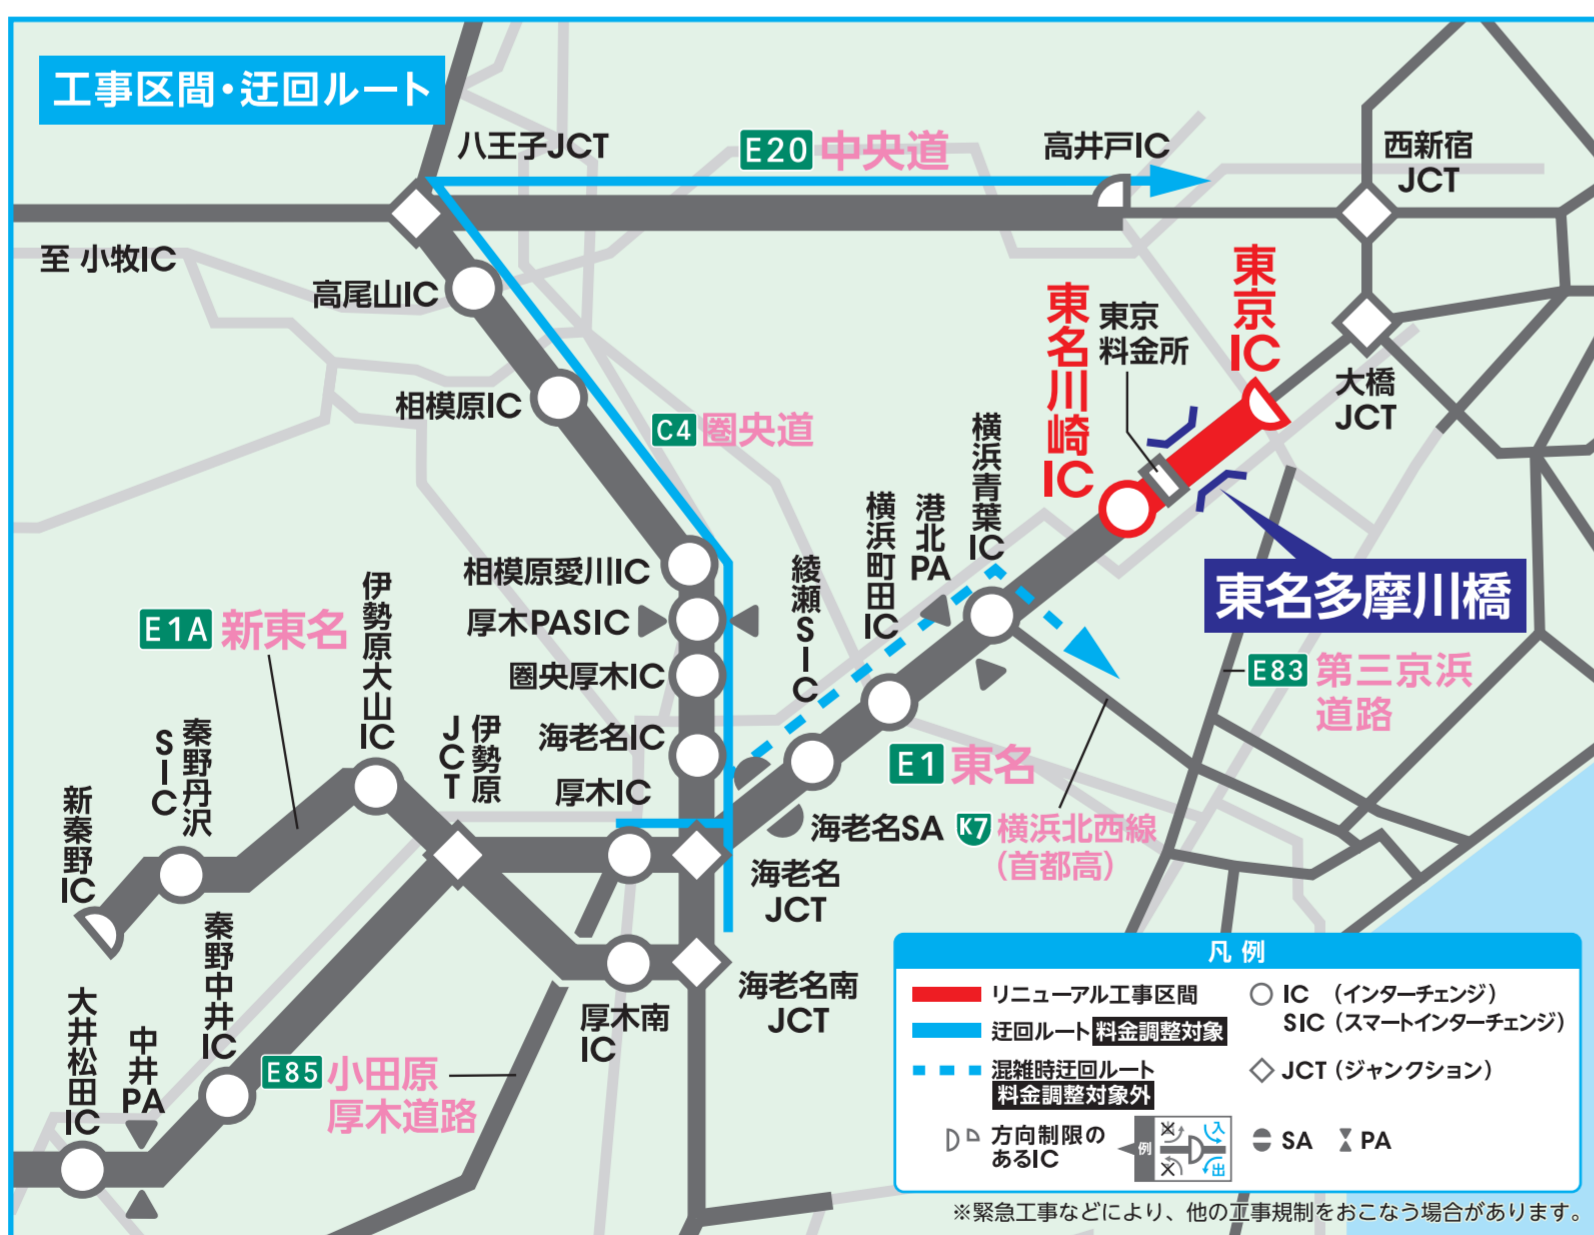 工事区間・迂回ルート
八王子JCT
E20 中央道
高井戸IC
西新宿
JCT
至 小牧IC
高尾山IC
東名川崎IC
東京
料金所
東京IC
相模原IC
C4 圏央道
大橋
JCT
横浜青葉IC
港北PA
横浜町田IC
綾瀬SIC
相模原愛川IC
厚木PASIC
圏央厚木IC
海老名IC
厚木IC
東名多摩川橋
E1A 新東名
伊勢原大山IC
伊勢原
JCT
秦野丹沢
SIC
新秦野IC
E83 第三京浜
道路
E1 東名
海老名SA
K7 横浜北西線
(首都高)
海老名
JCT
海老名南
JCT
厚木南
IC
秦野中井IC
中井PA
大井松田IC
E85 小田原
厚木道路
凡例
リニューアル工事区間
迂回ルート 料金調整対象
混雑時迂回ルート
料金調整対象外
方向制限の
あるIC
例
入
出
IC (インターチェンジ)
SIC (スマートインターチェンジ)
JCT (ジャンクション)
SA
PA
※緊急工事などにより、他の工事規制をおこなう場合があります。